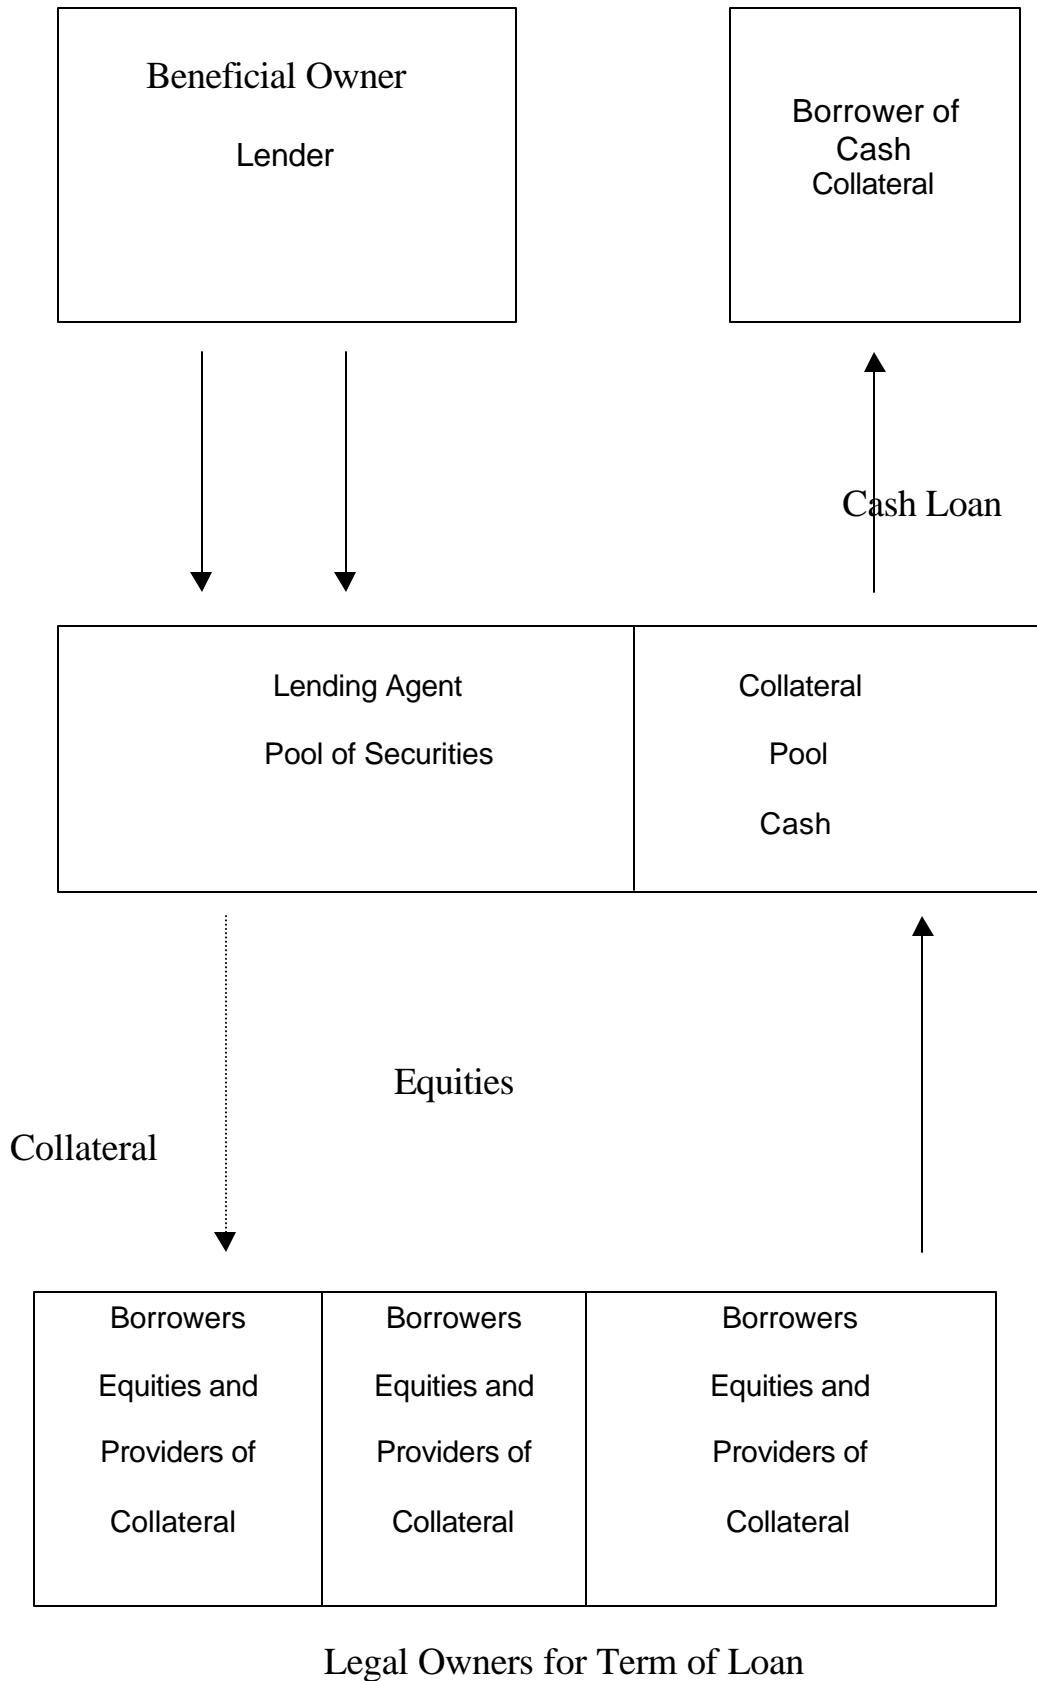 Beneficial Owner
Lender
Borrower of
Cash
Collateral
Cash Loan
Lending Agent
Pool of Securities
Collateral
Pool
Cash
Equities
Collateral
Borrowers
Equities and
Providers of
Collateral
Borrowers
Equities and
Providers of
Collateral
Borrowers
Equities and
Providers of
Collateral
Legal Owners for Term of Loan